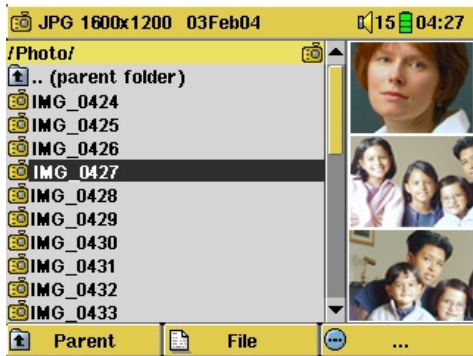 JPG 1600x1200 03Feb04 15 04:27
/Photo/
.. (parent folder)
IMG_0424
IMG_0425
IMG_0426
IMG_0427
IMG_0428
IMG_0429
IMG_0430
IMG_0431
IMG_0432
IMG_0433
Parent File ...